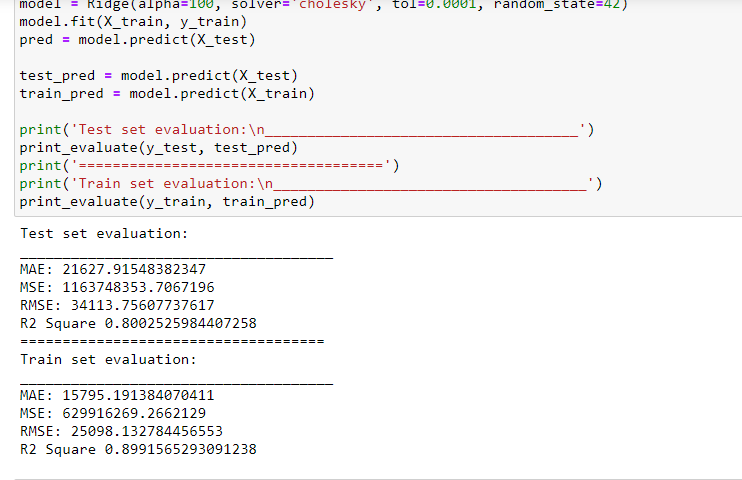 model = Ridge(alpha=100, solver='cholesky', tol=0.0001, random_state=42)
model.fit(X_train, y_train)
pred = model.predict(X_test)
test_pred = model.predict(X_test)
train_pred = model.predict(X_train)
print('Test set evaluation:\n_____________________________________')
print_evaluate(y_test, test_pred)
print('====================================')
print('Train set evaluation:\n_____________________________________')
print_evaluate(y_train, train_pred)
Test set evaluation:
_____________________________________
MAE: 21627.91548382347
MSE: 1163748353.7067196
RMSE: 34113.75607737617
R2 Square 0.8002525984407258
====================================
Train set evaluation:
_____________________________________
MAE: 15795.191384070411
MSE: 629916269.2662129
RMSE: 25098.132784456553
R2 Square 0.8991565293091238